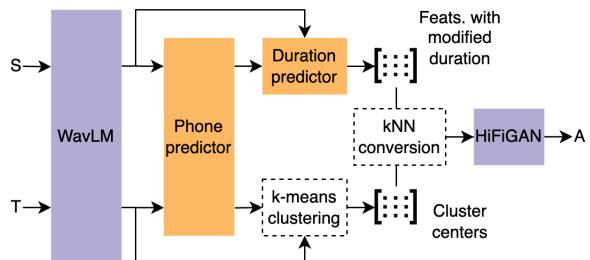 Feats. with
modified
duration
S
Duration
predictor
WavLM
Phone
predictor
kNN
conversion
HiFiGAN
A
T
k-means
clustering
Cluster
centers